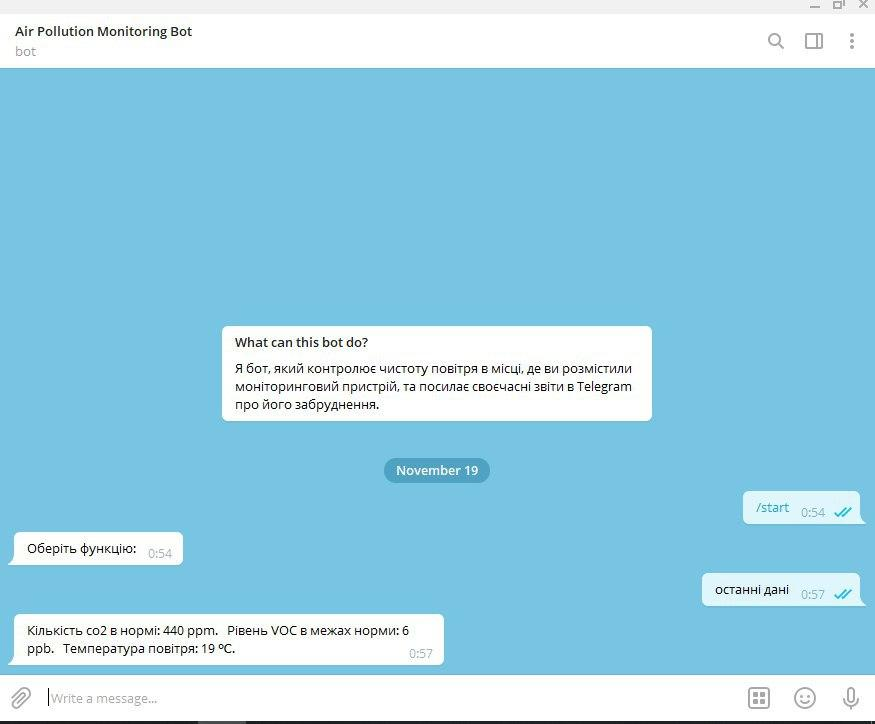 Air Pollution Monitoring Bot
bot
What can this bot do?
Я бот, який контролює чистоту повітря в місці, де ви розмістили
моніторинговий пристрій, та посилає своєчасні звіти в Telegram
про його забруднення.
November 19
/start 0:54
Оберіть функцію: 0:54
останні дані 0:57
Кількість co2 в нормі: 440 ppm. Рівень VOC в межах норми: 6
ppb. Температура повітря: 19 ºC. 0:57
Write a message...